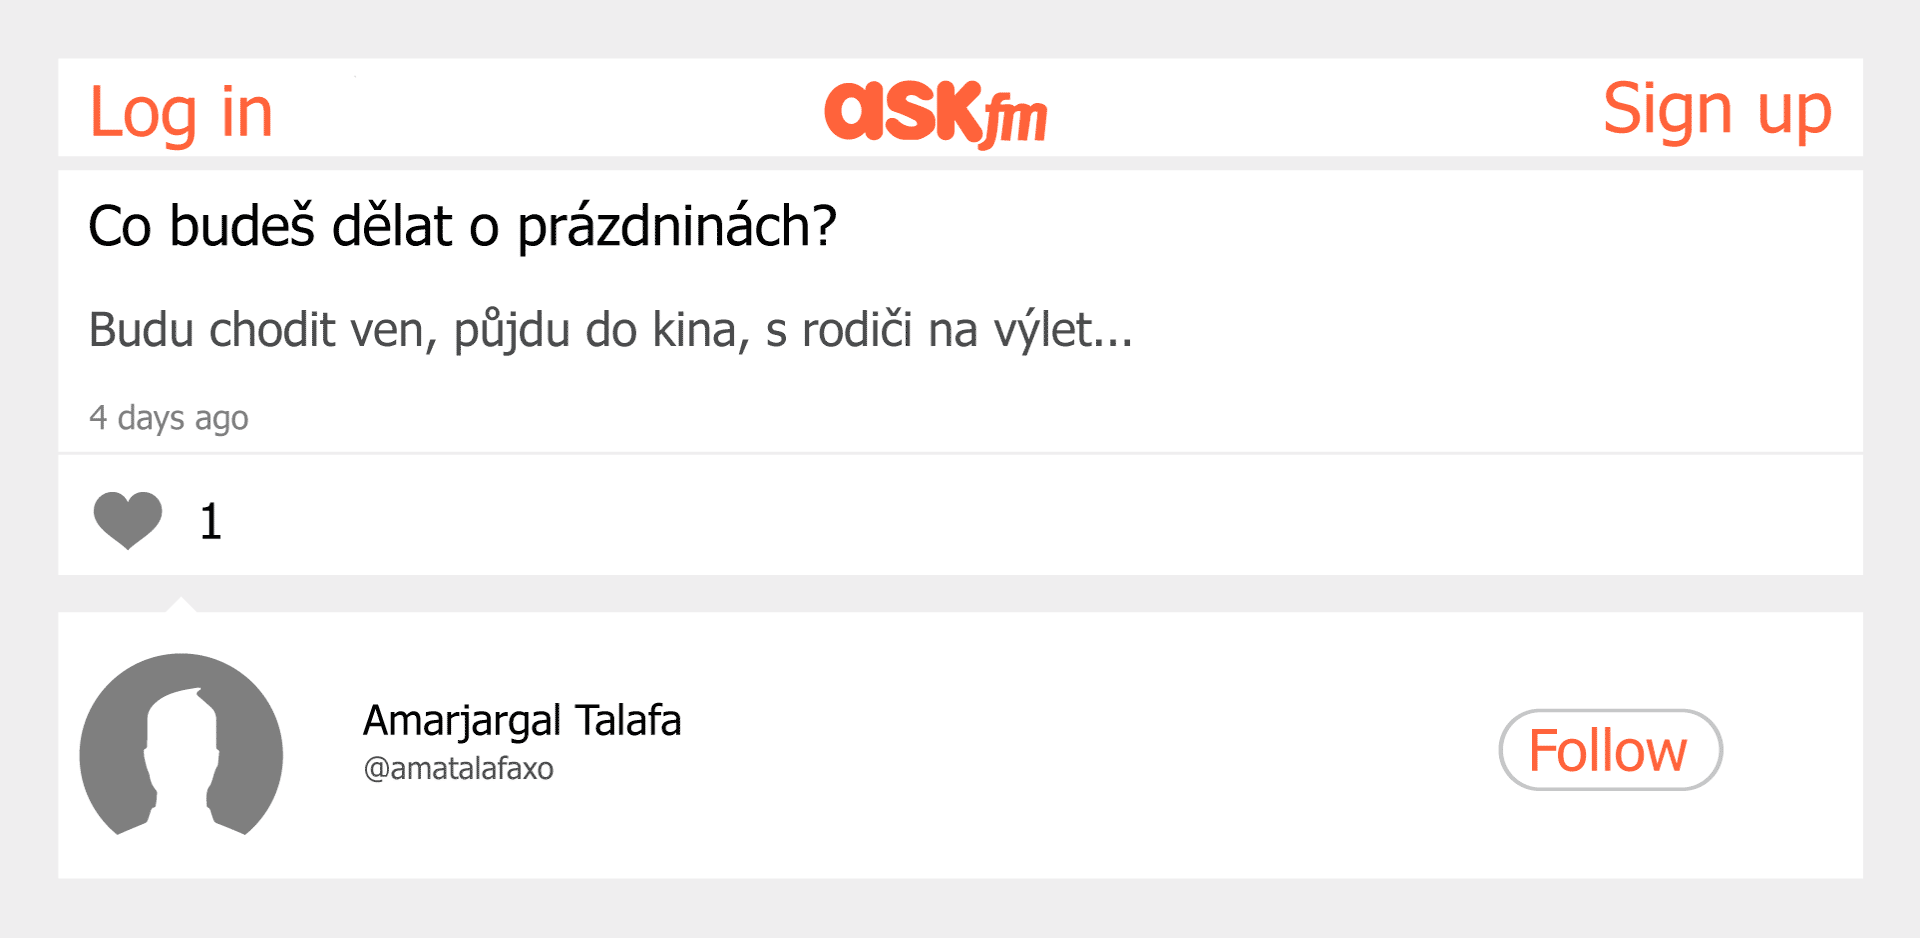 Log in
ASKfm
Sign up
Co budeš dělat o prázdninách?
Budu chodit ven, půjdu do kina, s rodiči na výlet...
4 days ago
1
Amarjargal Talafa
@amatalafaxo
Follow